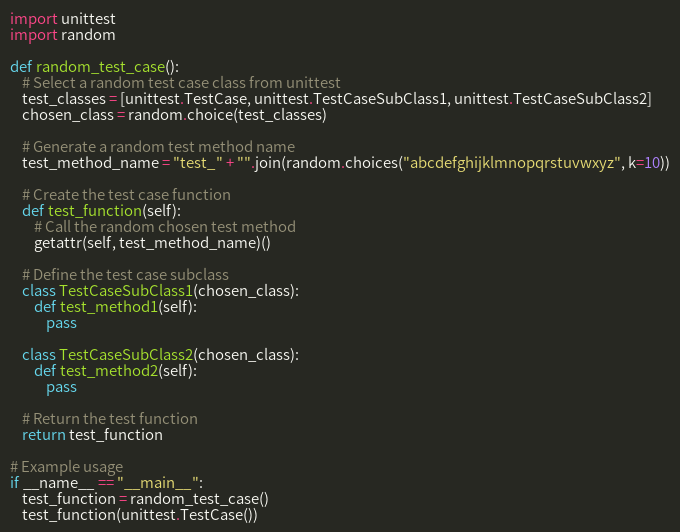 import unittest
import random
def random_test_case():
# Select a random test case class from unittest
test_classes = [unittest.TestCase, unittest.TestCaseSubClass1, unittest.TestCaseSubClass2]
chosen_class = random.choice(test_classes)
# Generate a random test method name
test_method_name = "test_" + "".join(random.choices("abcdefghijklmnopqrstuvwxyz", k=10))
# Create the test case function
def test_function(self):
# Call the random chosen test method
getattr(self, test_method_name)()
# Define the test case subclass
class TestCaseSubClass1(chosen_class):
def test_method1(self):
pass
class TestCaseSubClass2(chosen_class):
def test_method2(self):
pass
# Return the test function
return test_function
# Example usage
if __name__ == "__main__":
test_function = random_test_case()
test_function(unittest.TestCase())